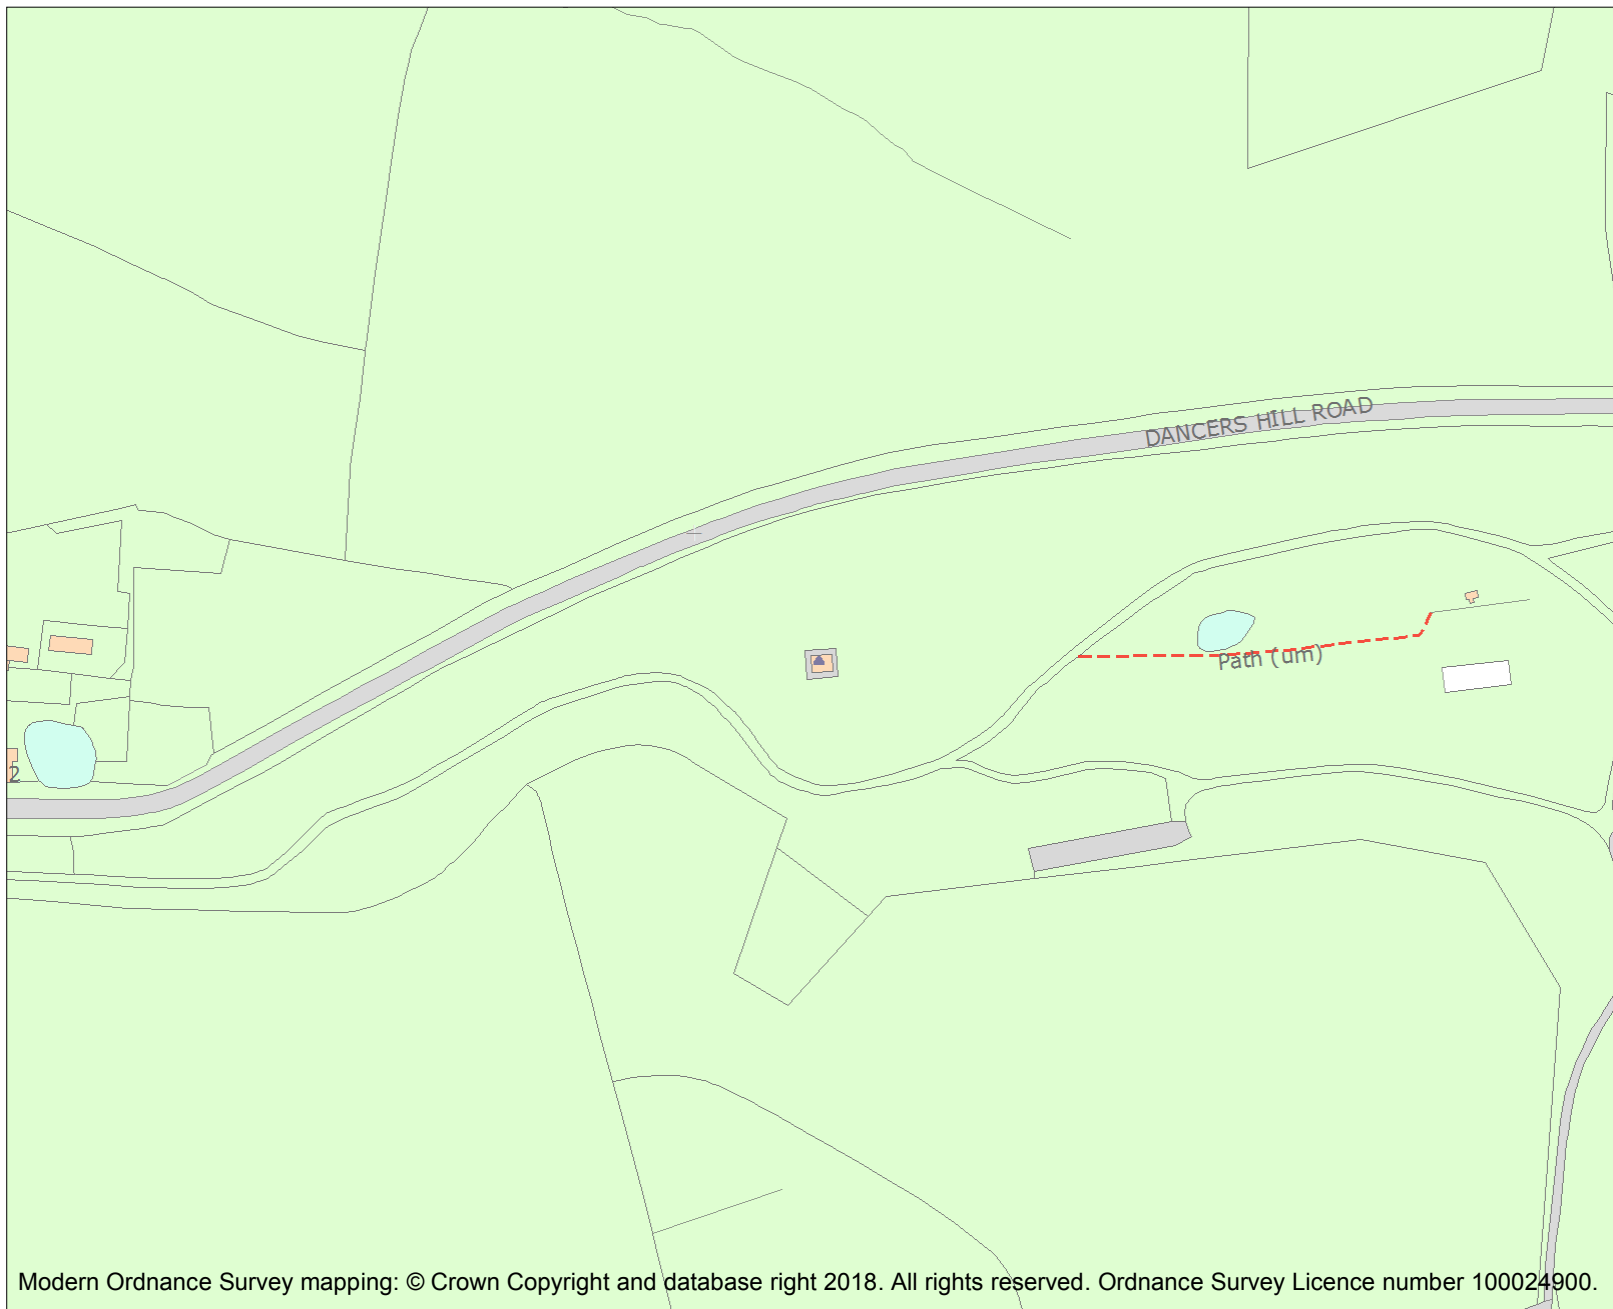 DANCERS HILL ROAD
Path (um)
2
Modern Ordnance Survey mapping: © Crown Copyright and database right 2018. All rights reserved. Ordnance Survey Licence number 100024900.